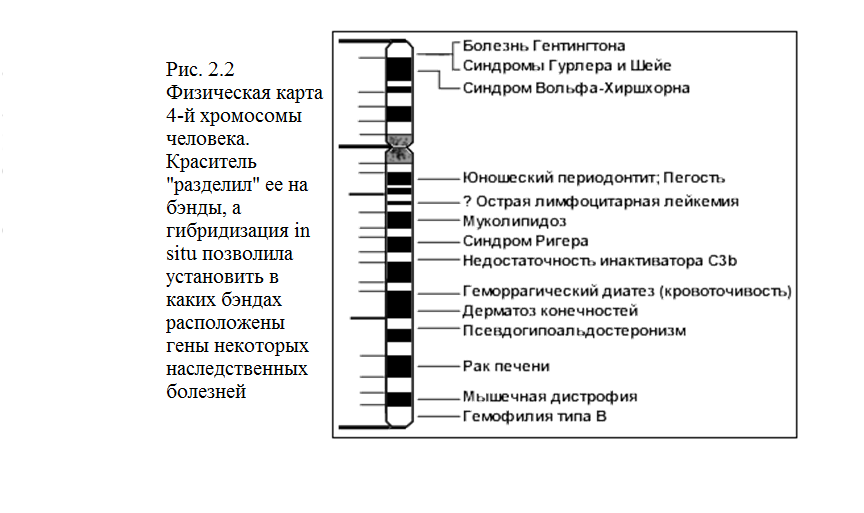 Рис. 2.2
Физическая карта
4-й хромосомы
человека.
Краситель
"разделил" ее на
бэнды, а
гибридизация in
situ позволила
установить в
каких бэндах
расположены
гены некоторых
наследственных
болезней
Болезнь Гентингтона
Синдромы Гурлера и Шейе
Синдром Вольфа-Хиршхорна
Юношеский периодонтит; Пегость
? Острая лимфоцитарная лейкемия
Муколипидоз
Синдром Ригера
Недостаточность инактиватора C3b
Геморрагический диатез (кровоточивость)
Дерматоз конечностей
Псевдогипоальдостеронизм
Рак печени
Мышечная дистрофия
Гемофилия типа В